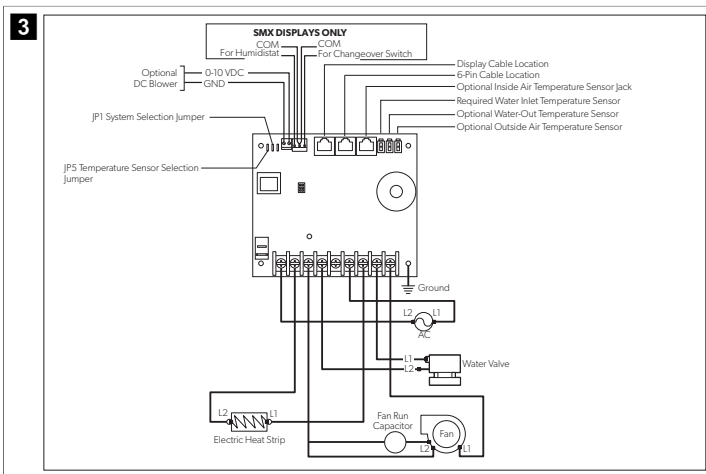 3
SMX DISPLAYS ONLY
COM
COM
For Humidistat
For Changeover Switch
Optional
DC Blower
0-10 VDC
GND
Display Cable Location
6-Pin Cable Location
Optional Inside Air Temperature Sensor Jack
Required Water Inlet Temperature Sensor
Optional Water-Out Temperature Sensor
Optional Outside Air Temperature Sensor
JP1 System Selection Jumper
JP5 Temperature Sensor Selection
Jumper
Ground
L2
L1
AC
L1
L2
Water Valve
L2
L1
Electric Heat Strip
Fan Run
Capacitor
Fan
L2
L1